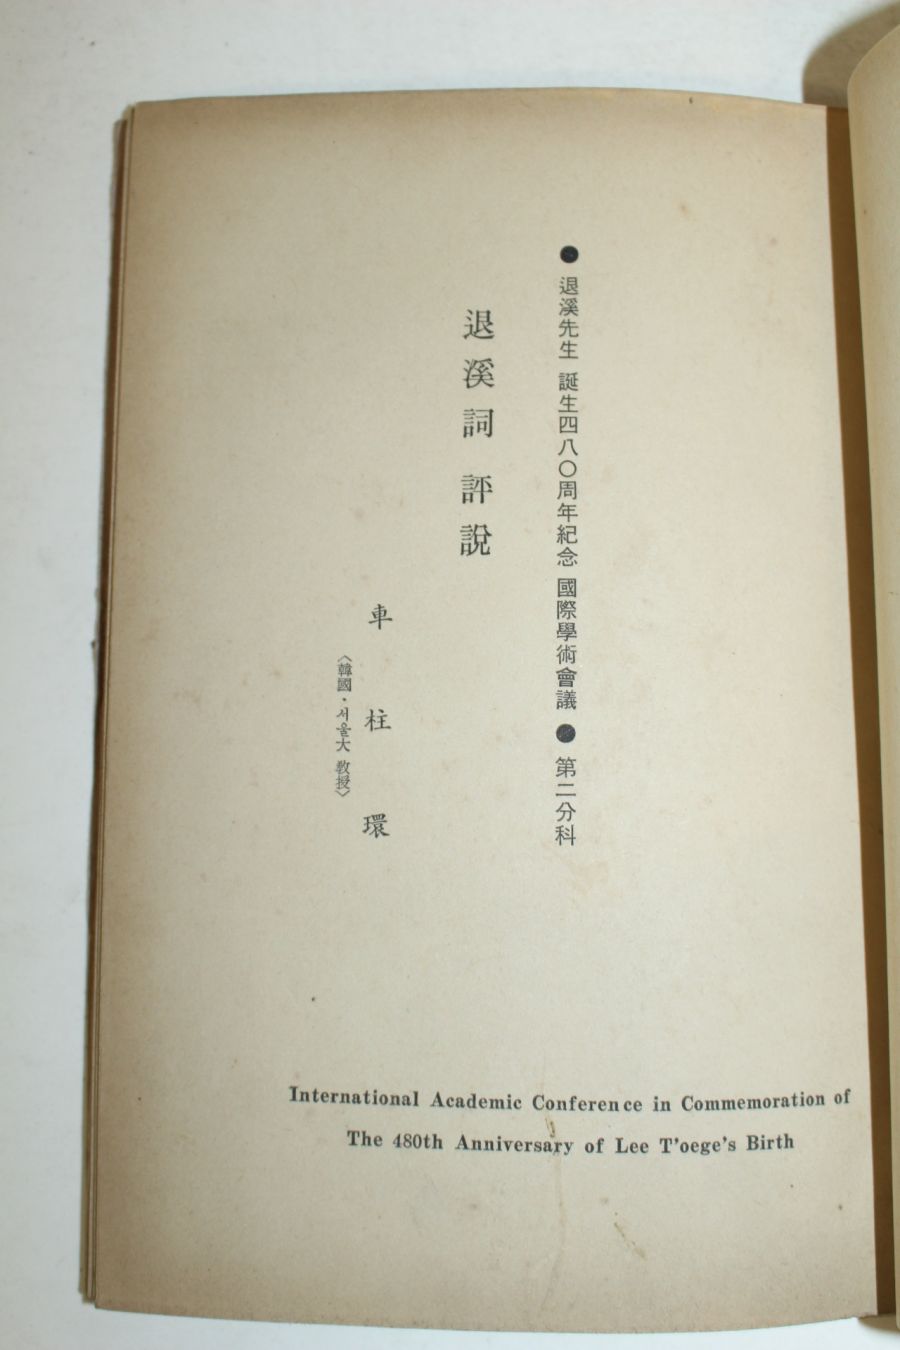 ● 退溪先生 誕生四八〇周年紀念 國際學術會議 ● 第二分科
退溪詞 評說
車柱環
〈韓國·서울大 敎授〉
International Academic Conference in Commemoration of
The 480th Anniversary of Lee T'oege's Birth